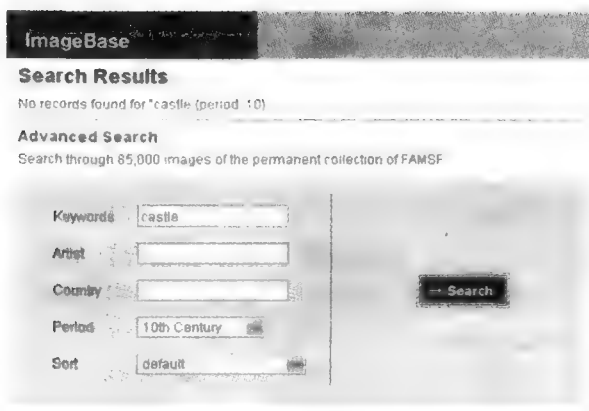 ImageBase
Search Results
No records found for "castle (period 10)
Advanced Search
Search through 85,000 images of the permanent collection of FAMSF
Keywords castle
Artist
Country
→ Search
Period 10th Century
Sort default